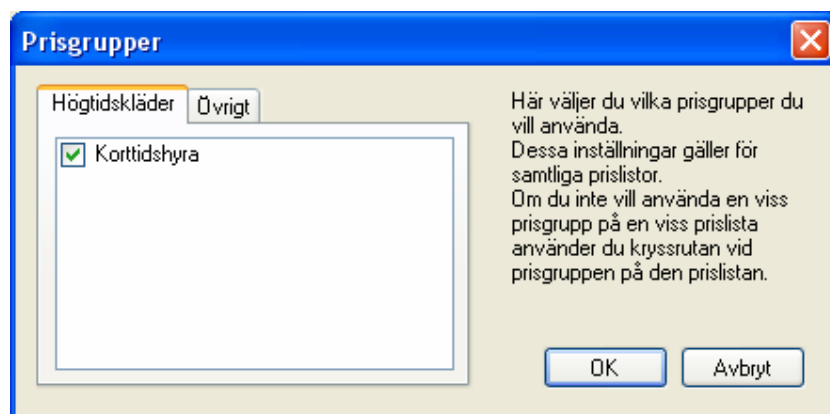 Prisgrupper
Högtidskläder
Övrigt
Korttidshyra
Här väljer du vilka prisgrupper du
vill använda.
Dessa inställningar gäller för
samtliga prislistor.
Om du inte vill använda en viss
prisgrupp på en viss prislista
använder du kryssrutan vid
prisgruppen på den prislistan.
OK
Avbryt